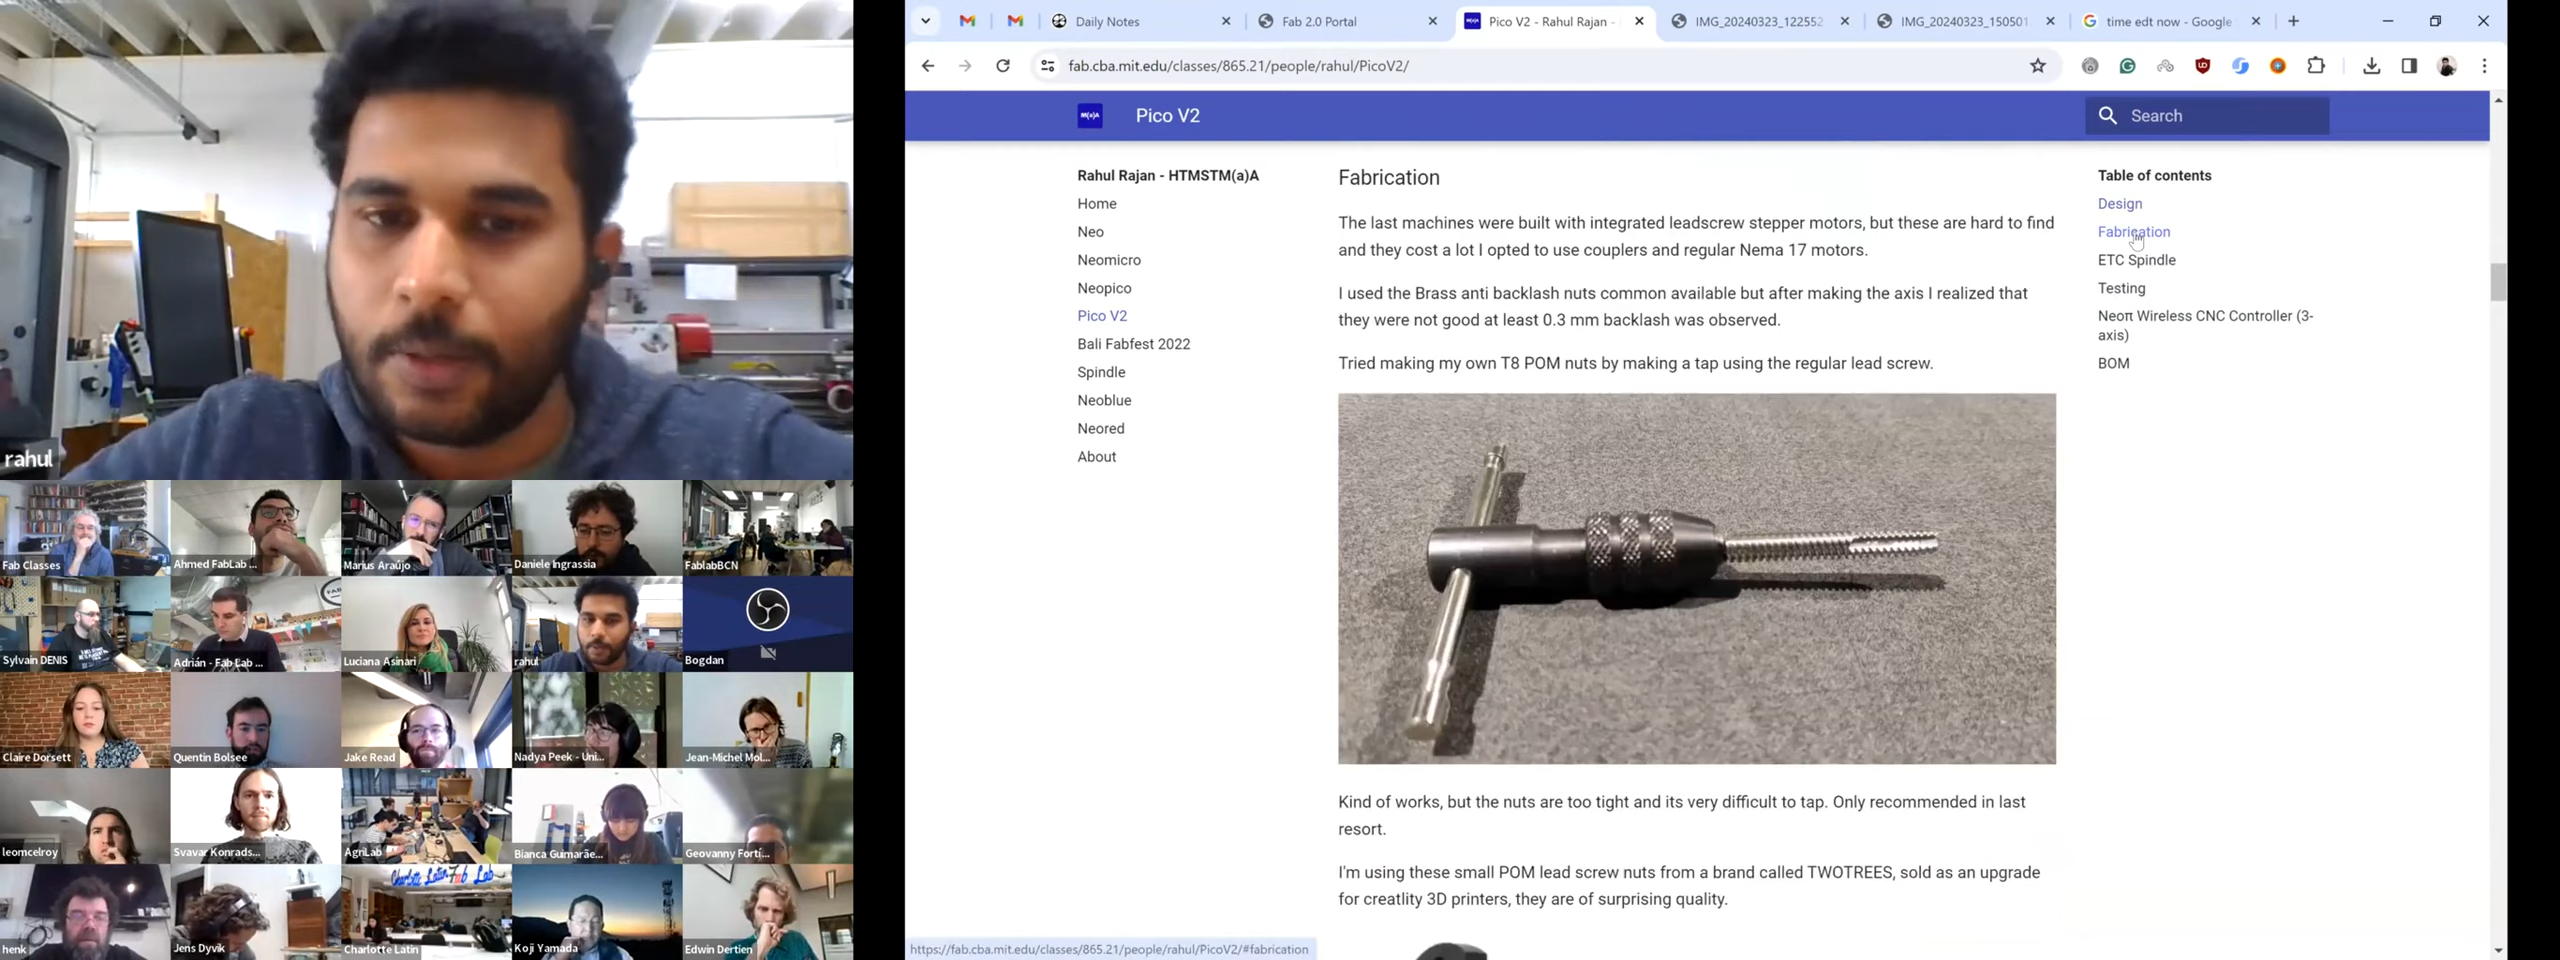 rahul
Fab Classes
Ahmed FabLab ...
Marius Araújo
Daniele Ingrassia
FablabBCN
Sylvain DENIS
Adrián - Fab Lab ...
Luciana Asinari
rahul
Bogdan
Claire Dorsett
Quentin Bolsee
Jake Read
Nadya Peek - Uni...
Jean-Michel Mol...
leomcelroy
Svavar Konrads...
AgriLab
Bianca Guimarãe...
Geovanny Fortí...
Charlotte Latin Fab Lab
henk
Jens Dyvik
Charlotte Latin
Koji Yamada
Edwin Dertien
Daily Notes
Fab 2.0 Portal
Pico V2 - Rahul Rajan -
IMG_20240323_122552
IMG_20240323_150501
time edt now - Google
fab.cba.mit.edu/classes/865.21/people/rahul/PicoV2/
M(a)A
Pico V2
Search
Rahul Rajan - HTMSTM(a)A
Home
Neo
Neomicro
Neopico
Pico V2
Bali Fabfest 2022
Spindle
Neoblue
Neored
About
Fabrication
The last machines were built with integrated leadscrew stepper motors, but these are hard to find
and they cost a lot I opted to use couplers and regular Nema 17 motors.
I used the Brass anti backlash nuts common available but after making the axis I realized that
they were not good at least 0.3 mm backlash was observed.
Tried making my own T8 POM nuts by making a tap using the regular lead screw.
Kind of works, but the nuts are too tight and its very difficult to tap. Only recommended in last
resort.
I'm using these small POM lead screw nuts from a brand called TWOTREES, sold as an upgrade
for creatlity 3D printers, they are of surprising quality.
Table of contents
Design
Fabrication
ETC Spindle
Testing
Neoπ Wireless CNC Controller (3-
axis)
BOM
https://fab.cba.mit.edu/classes/865.21/people/rahul/PicoV2/#fabrication